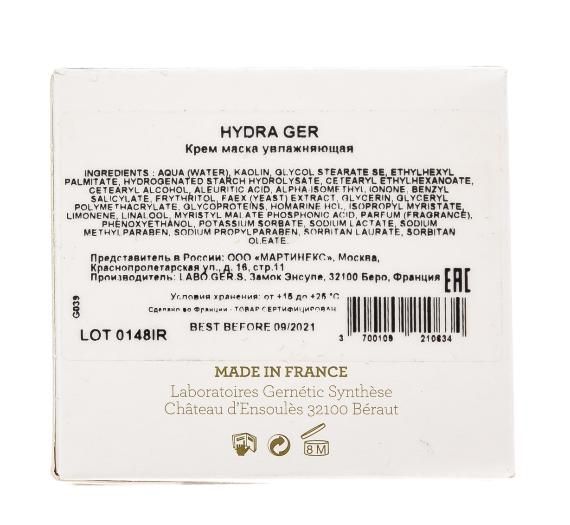 HYDRA GER
Крем маска увлажняющая
INGREDIENTS : AQUA (WATER), KAOLIN, GLYCOL STEARATE SE, ETHYLHEXYL
PALMITATE, HYDROGENATED STARCH HYDROLYSATE, CETEARYL ETHYLHEXANOATE,
CETEARYL ALCOHOL, ALEURITIC ACID, ALPHA-ISOMETHYL, IONONE, BENZYL
SALICYLATE, ERYTHRITOL, FAEX (YEAST) EXTRACT, GLYCERIN, GLYCERYL
POLYMETHACRYLATE, GLYCOPROTEINS, HOMARINE HCL, ISOPROPYL MYRISTATE,
LIMONENE, LINALOOL, MYRISTYL MALATE PHOSPHONIC ACID, PARFUM (FRAGRANCE),
PHENOXYETHANOL, POTASSIUM SORBATE, SODIUM LACTATE, SODIUM
METHYLPARABEN, SODIUM PROPYLPARABEN, SORBITAN LAURATE, SORBITAN
OLEATE.
Представитель в России: ООО «МАРТИНЕКС», Москва,
Краснопролетарская ул., д. 16, стр.11
Производитель: LABO GER.S, Замок Энсуле, 32100 Беро, Франция
EAC
Условия хранения: от +15 до +25 °C
G039
Сделано во Франции - ТОВАР СЕРТИФИЦИРОВАН
LOT 0148IR
BEST BEFORE 09/2021
3 700109 210634
MADE IN FRANCE
Laboratoires Gernétic Synthèse
Château d'Ensoulès 32100 Béraut
8 M